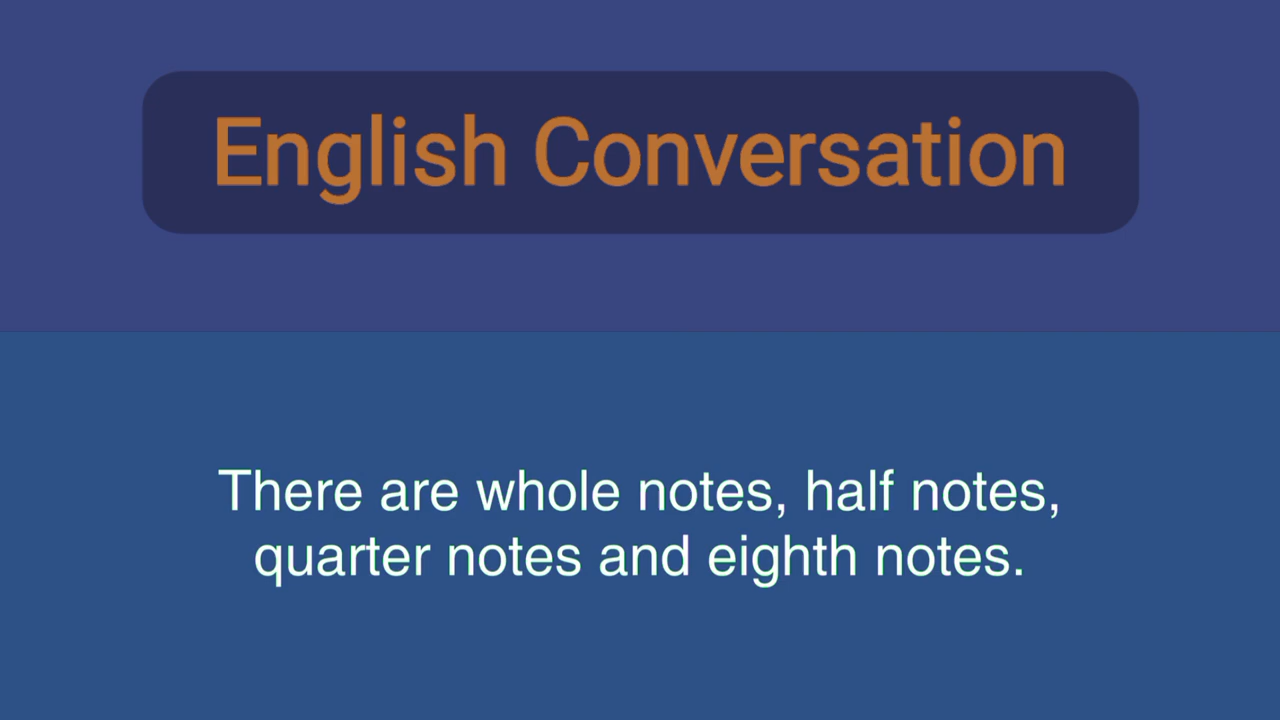 English Conversation
There are whole notes, half notes,
quarter notes and eighth notes.